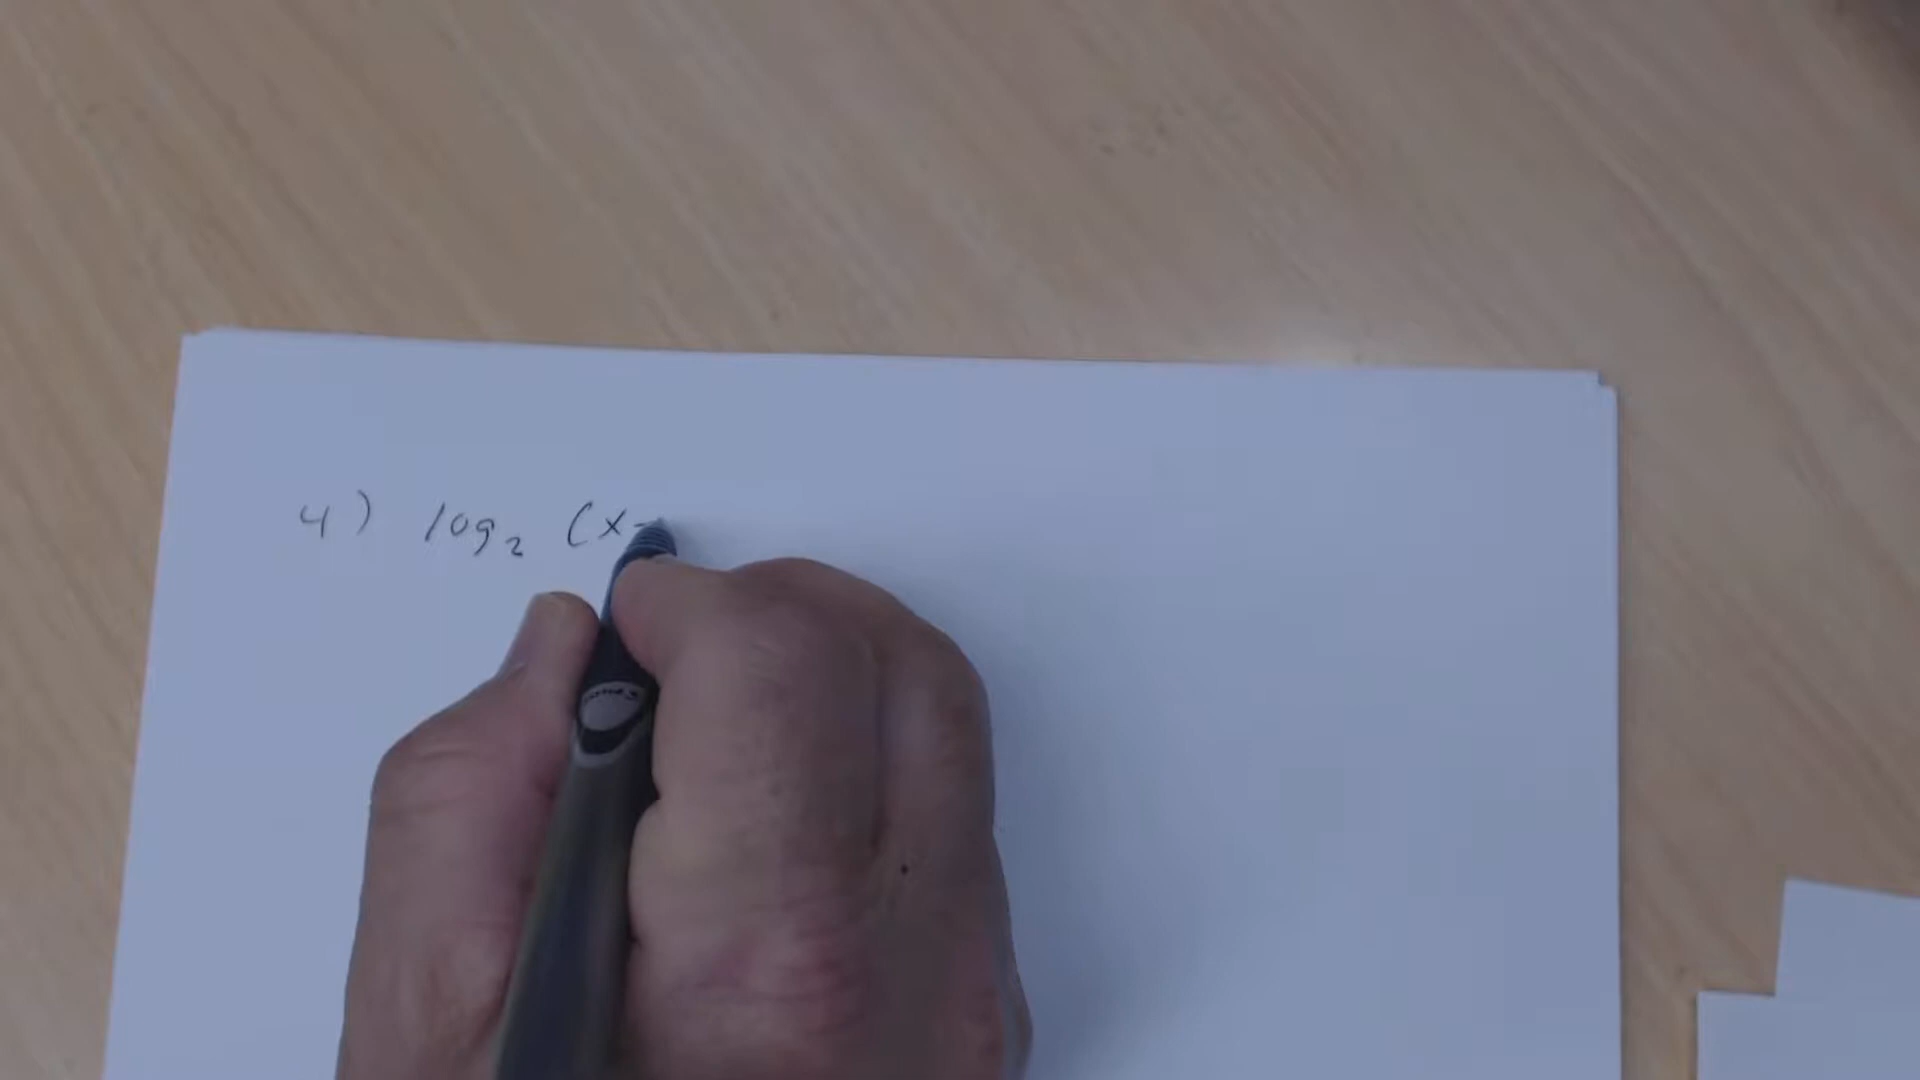 4) log₂ (x-